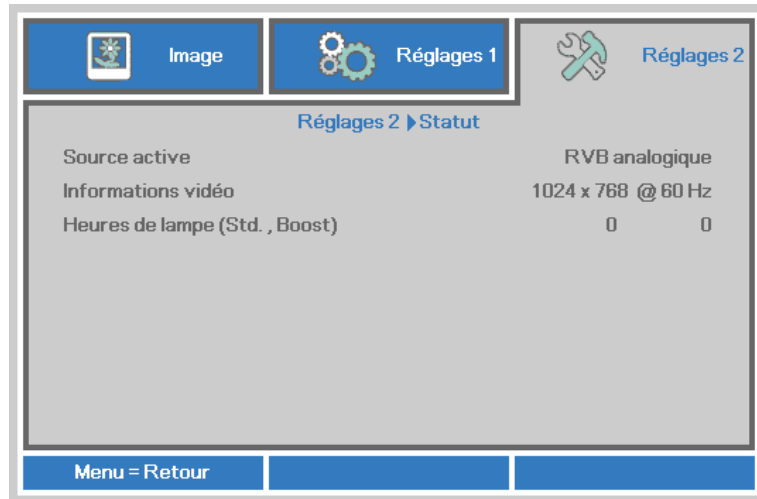 Image
Réglages 1
Réglages 2
Réglages 2 ▶ Statut
Source active RVB analogique
Informations vidéo 1024 x 768 @ 60 Hz
Heures de lampe (Std. , Boost) 0 0
Menu = Retour